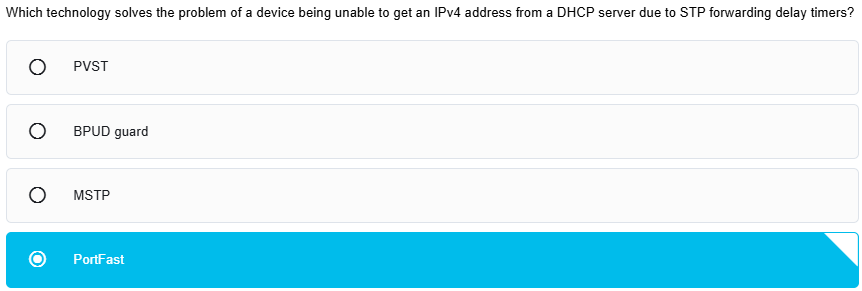 Which technology solves the problem of a device being unable to get an IPv4 address from a DHCP server due to STP forwarding delay timers?
PVST
BPUD guard
MSTP
PortFast